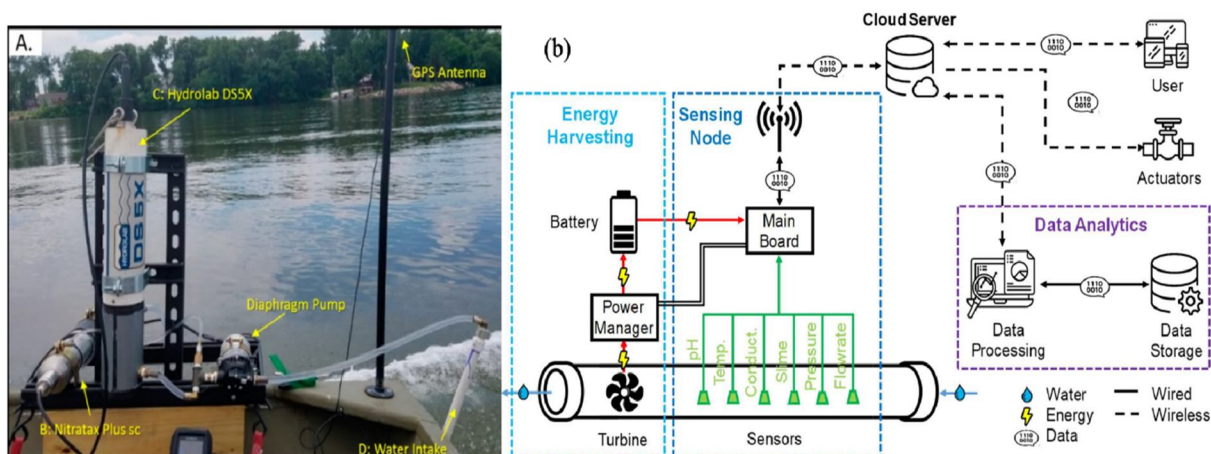 A.
GPS Antenna
C: Hydrolab DS5X
DS5X
Diaphragm Pump
B: Nitratax Plus sc
D: Water Intake
(b)
Cloud Server
1110
0010
User
1110
0010
1110
0010
Actuators
Energy
Harvesting
Sensing
Node
1110
0010
1110
0010
Battery
Main
Board
Power
Manager
pH
Temp.
Conduct.
Slime
Pressure
Flowrate
Turbine
Sensors
Data Analytics
1110
0010
Data
Processing
Data
Storage
Water
Energy
1110
0010
Data
Wired
Wireless